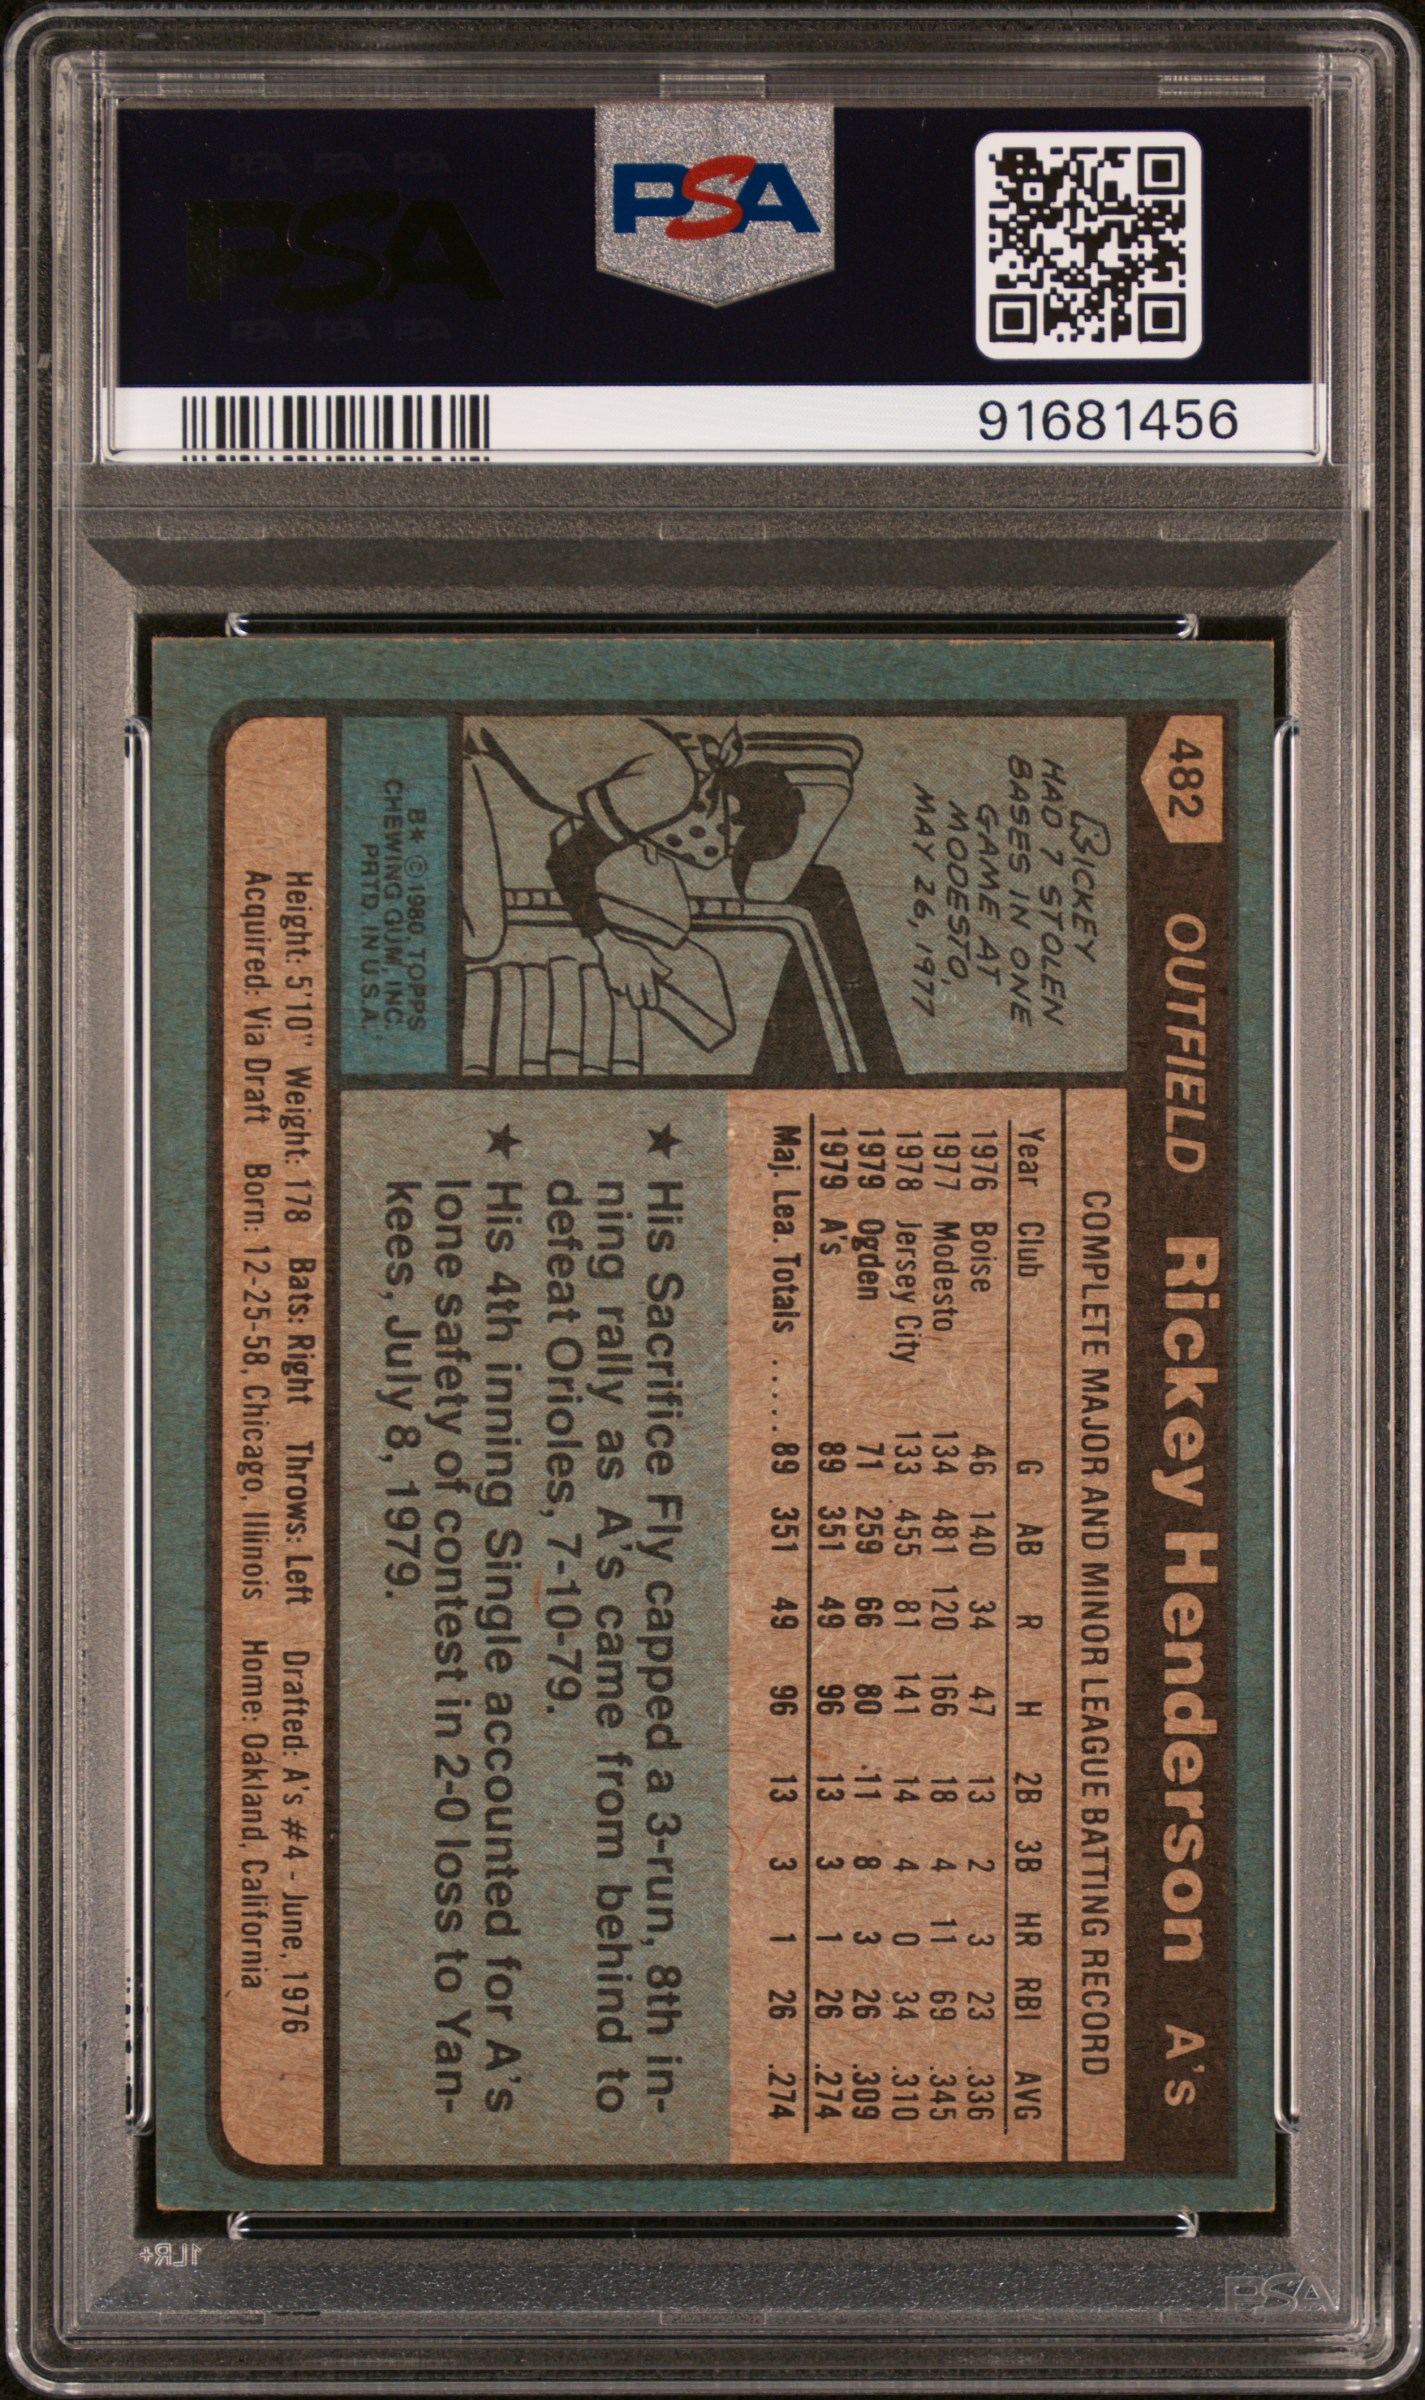 PSA PSA PSA
PSA
PSA PSA PSA
PSA
91681456
482 OUTFIELD Rickey Henderson A's
RICKEY
HAD 7 STOLEN
BASES IN ONE
GAME AT
MODESTO,
MAY 26, 1977
B* © 1980, TOPPS
CHEWING GUM, INC.
PRTD. IN U.S.A.
COMPLETE MAJOR AND MINOR LEAGUE BATTING RECORD
Year Club G AB R H 2B 3B HR RBI AVG
1976 Boise 46 140 34 47 13 2 3 23 .336
1977 Modesto 134 481 120 166 18 4 11 69 .345
1978 Jersey City 133 455 81 141 14 4 0 34 .310
1979 Ogden 71 259 66 80 11 8 3 26 .309
1979 A's 89 351 49 96 13 3 1 26 .274
Maj. Lea. Totals ..... 89 351 49 96 13 3 1 26 .274
★ His Sacrifice Fly capped a 3-run, 8th in-
ning rally as A's came from behind to
defeat Orioles, 7-10-79.
★ His 4th inning Single accounted for A's
lone safety of contest in 2-0 loss to Yan-
kees, July 8, 1979.
Height: 5'10" Weight: 178 Bats: Right Throws: Left Drafted: A's #4 - June, 1976
Acquired: Via Draft Born: 12-25-58, Chicago, Illinois Home: Oakland, California
1LR+
PSA